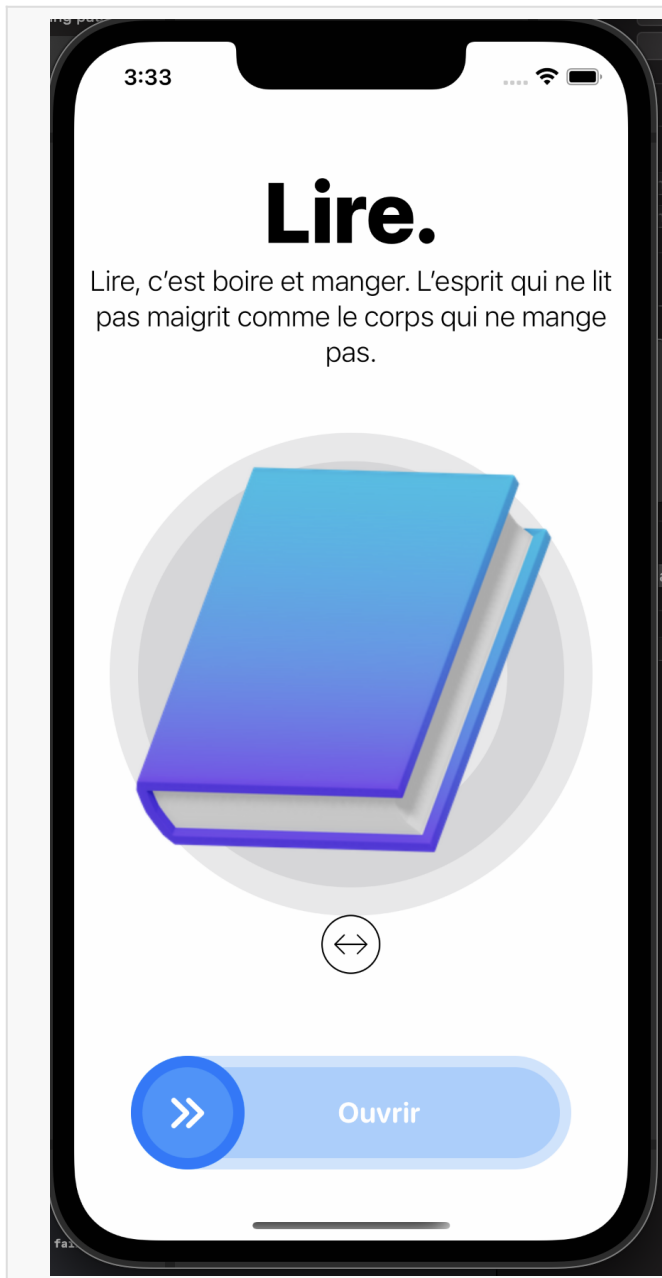 3:33
Lire.
Lire, c’est boire et manger. L’esprit qui ne lit
pas maigrit comme le corps qui ne mange
pas.
Ouvrir